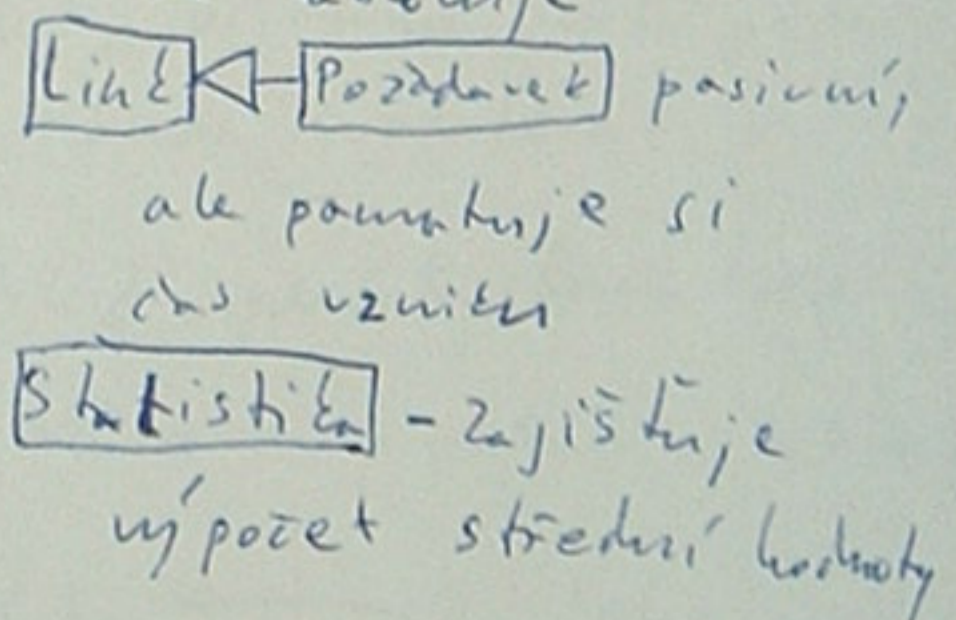 Link Požadavek pasivní,
ale pamatuje si
čas vzniku
Statistika - zajišťuje
výpočet střední hodnoty